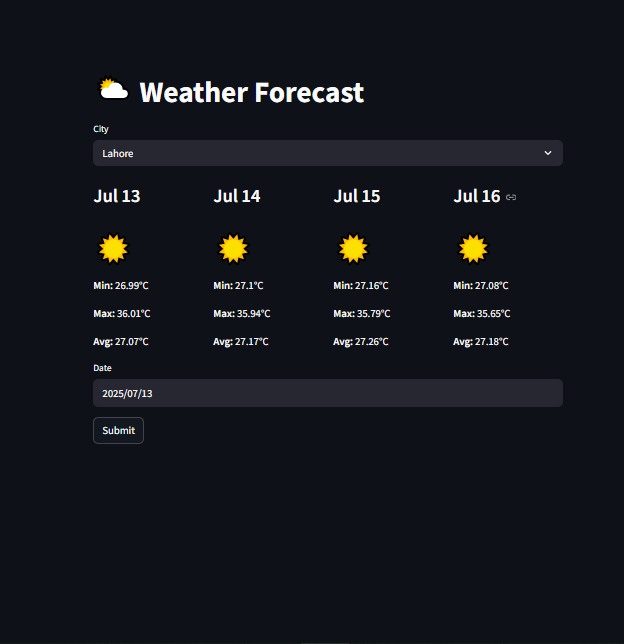 Weather Forecast
City
Lahore
Jul 13 Jul 14 Jul 15 Jul 16
Min: 26.99°C Min: 27.1°C Min: 27.16°C Min: 27.08°C
Max: 36.01°C Max: 35.94°C Max: 35.79°C Max: 35.65°C
Avg: 27.07°C Avg: 27.17°C Avg: 27.26°C Avg: 27.18°C
Date
2025/07/13
Submit